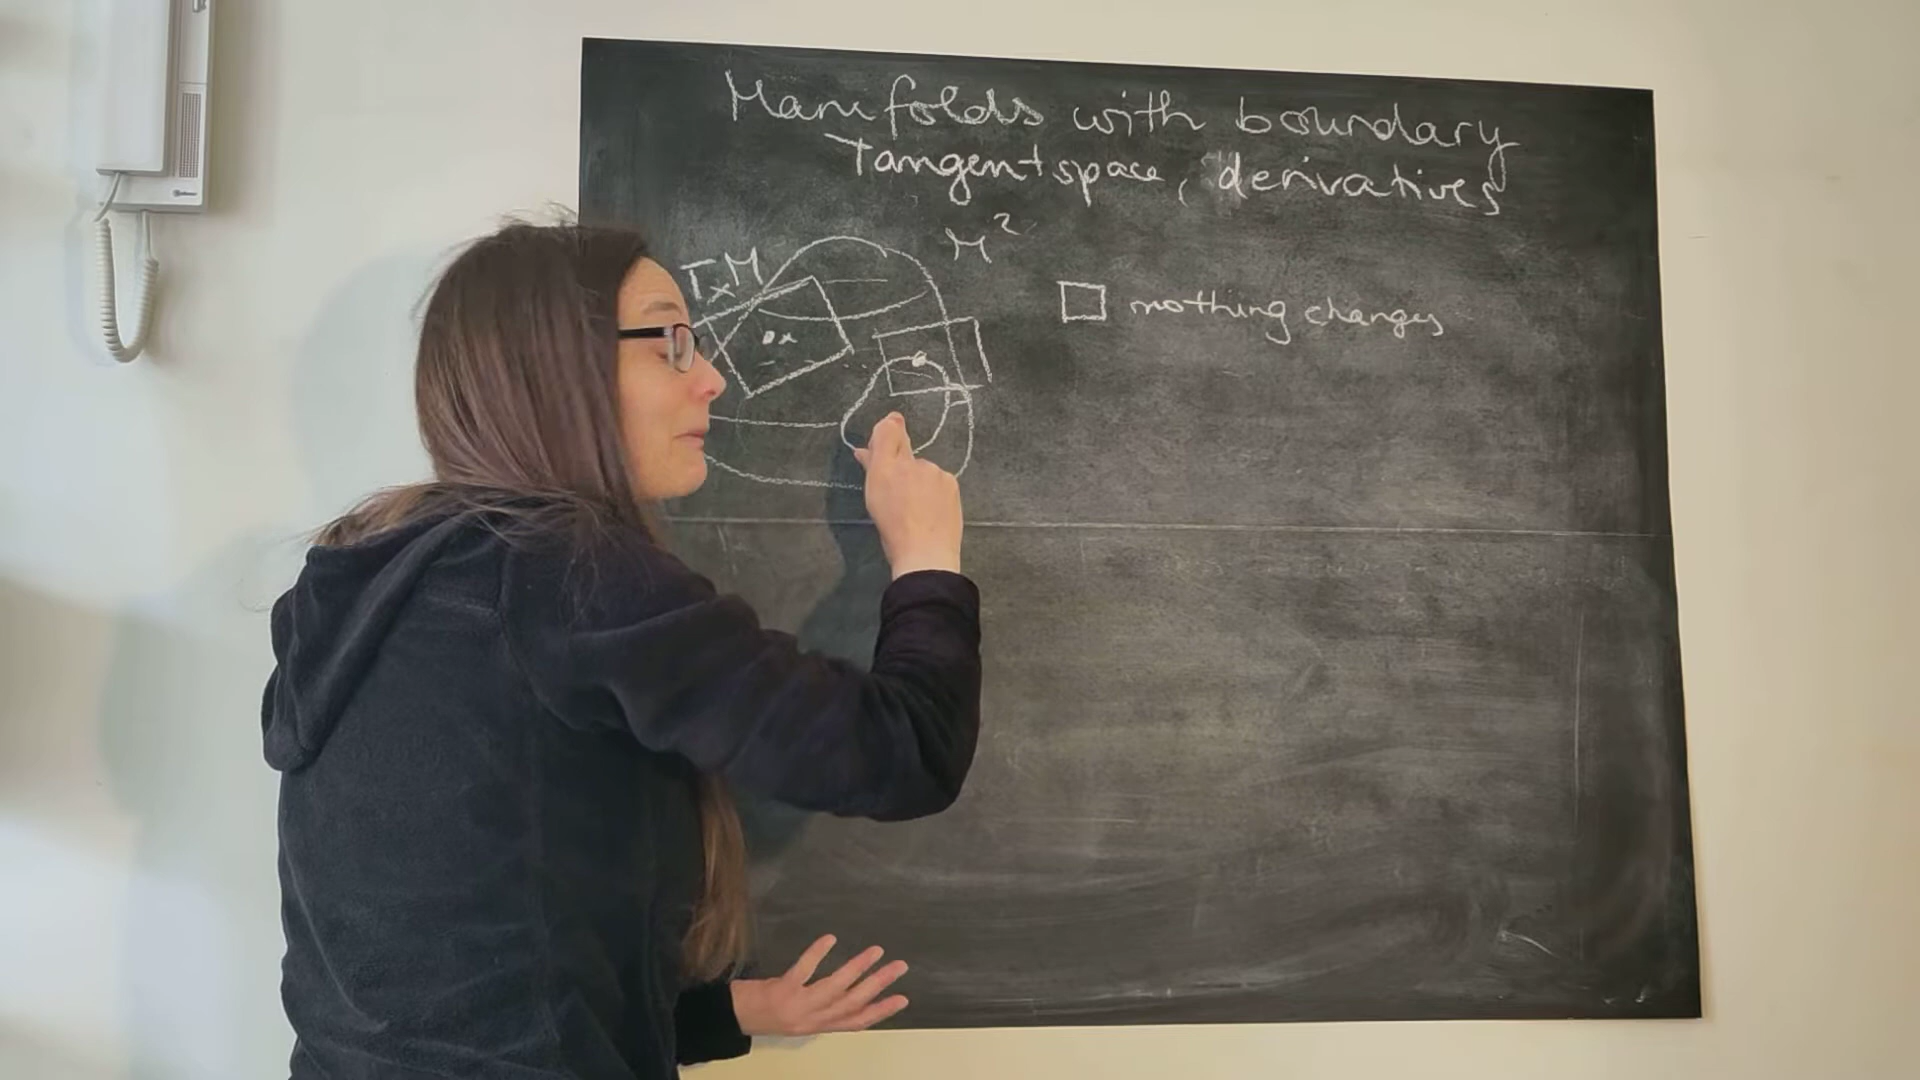 Manifolds with boundary
Tangent space, derivatives
M²
TₓM
x
nothing changes